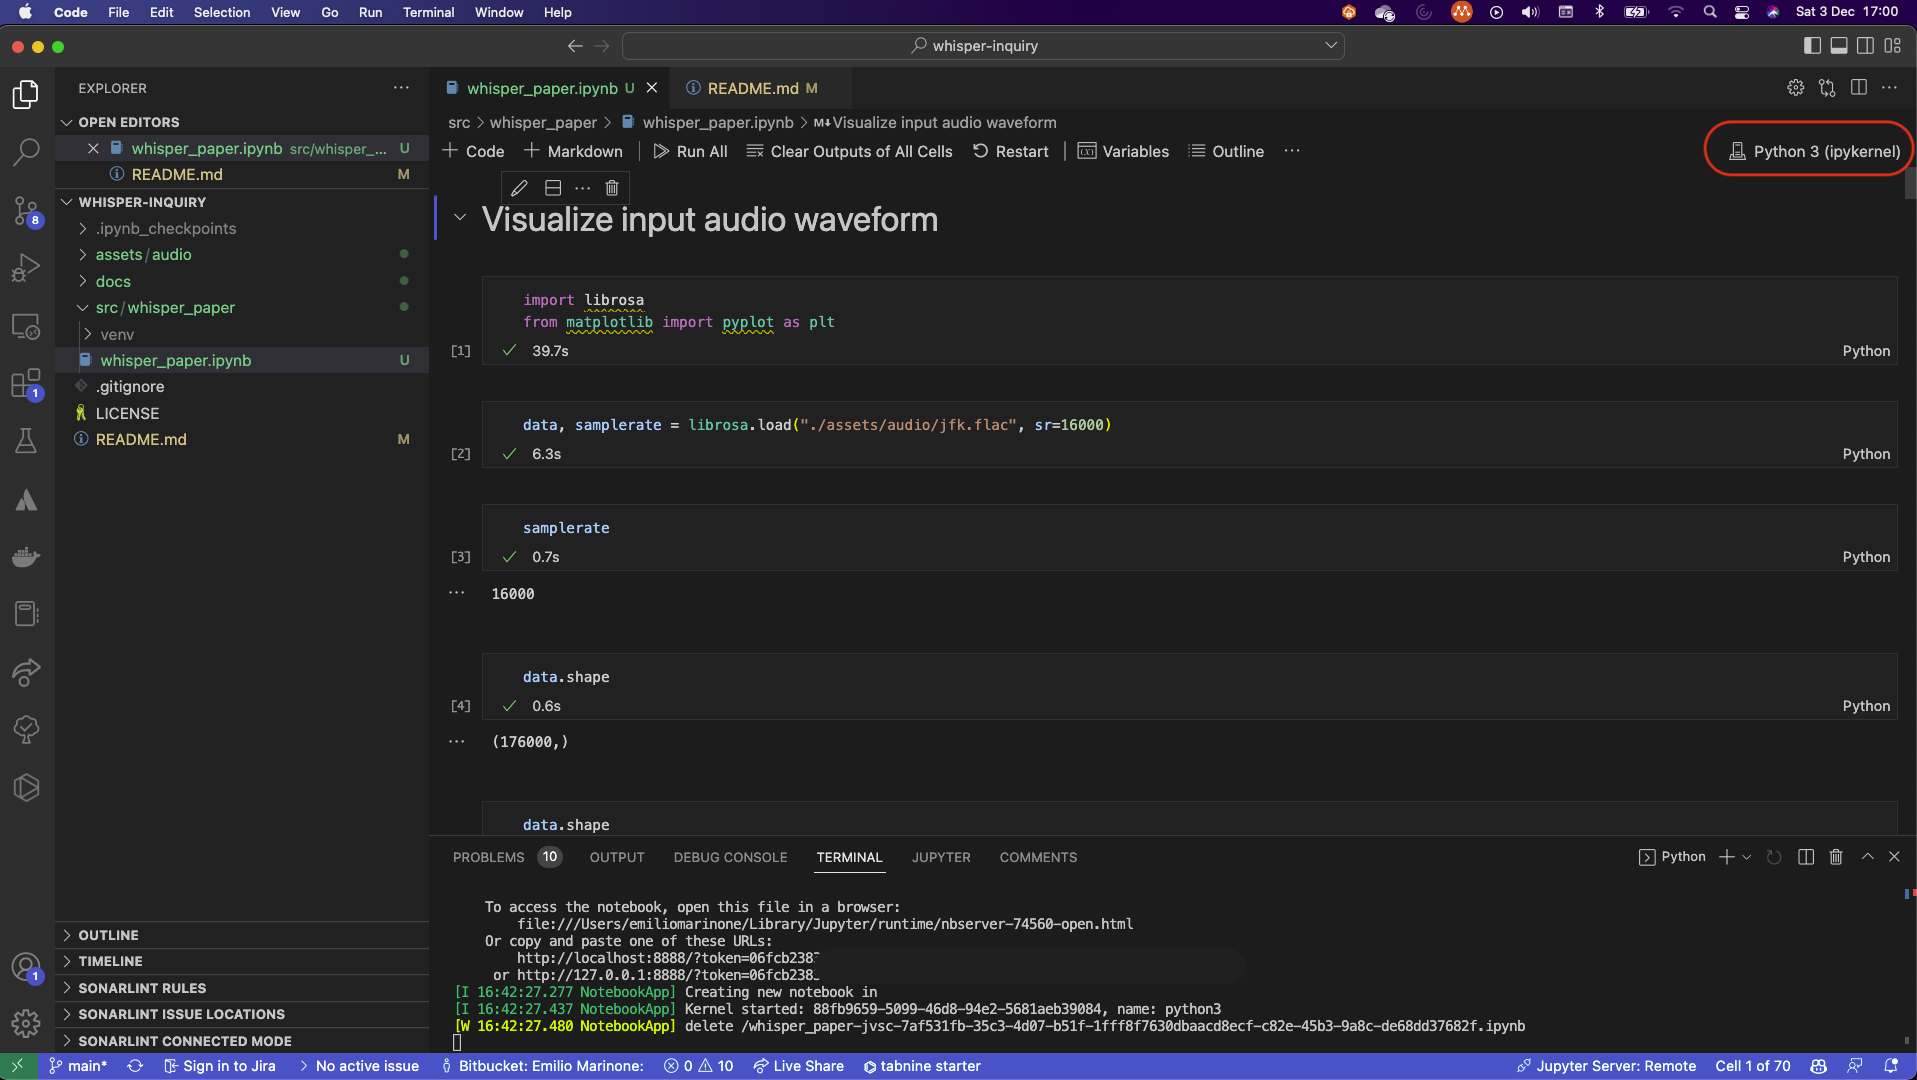 Code File Edit Selection View Go Run Terminal Window Help
Sat 3 Dec 17:00
whisper-inquiry
EXPLORER
OPEN EDITORS
whisper_paper.ipynb src/whisper_... U
README.md M
WHISPER-INQUIRY
.ipynb_checkpoints
assets/audio
docs
src/whisper_paper
venv
whisper_paper.ipynb U
.gitignore
LICENSE
README.md M
8
1
1
OUTLINE
TIMELINE
SONARLINT RULES
SONARLINT ISSUE LOCATIONS
SONARLINT CONNECTED MODE
whisper_paper.ipynb U
README.md M
src > whisper_paper > whisper_paper.ipynb > M↓Visualize input audio waveform
+ Code + Markdown | Run All Clear Outputs of All Cells Restart | Variables Outline ...
Python 3 (ipykernel)
Visualize input audio waveform
import librosa
from matplotlib import pyplot as plt
[1] ✓ 39.7s Python
data, samplerate = librosa.load("./assets/audio/jfk.flac", sr=16000)
[2] ✓ 6.3s Python
samplerate
[3] ✓ 0.7s Python
16000
data.shape
[4] ✓ 0.6s Python
(176000,)
data.shape
PROBLEMS 10 OUTPUT DEBUG CONSOLE TERMINAL JUPYTER COMMENTS
Python
To access the notebook, open this file in a browser:
file:///Users/emiliomarinone/Library/Jupyter/runtime/nbserver-74560-open.html
Or copy and paste one of these URLs:
http://localhost:8888/?token=06fcb238
or http://127.0.0.1:8888/?token=06fcb238
[I 16:42:27.277 NotebookApp] Creating new notebook in
[I 16:42:27.437 NotebookApp] Kernel started: 88fb9659-5099-46d8-94e2-5681aeb39084, name: python3
[W 16:42:27.480 NotebookApp] delete /whisper_paper-jvsc-7af531fb-35c3-4d07-b51f-1fff8f7630dbaacd8ecf-c82e-45b3-9a8c-de68dd37682f.ipynb
main* Sign in to Jira No active issue Bitbucket: Emilio Marinone: 0 10 Live Share tabnine starter
Jupyter Server: Remote Cell 1 of 70